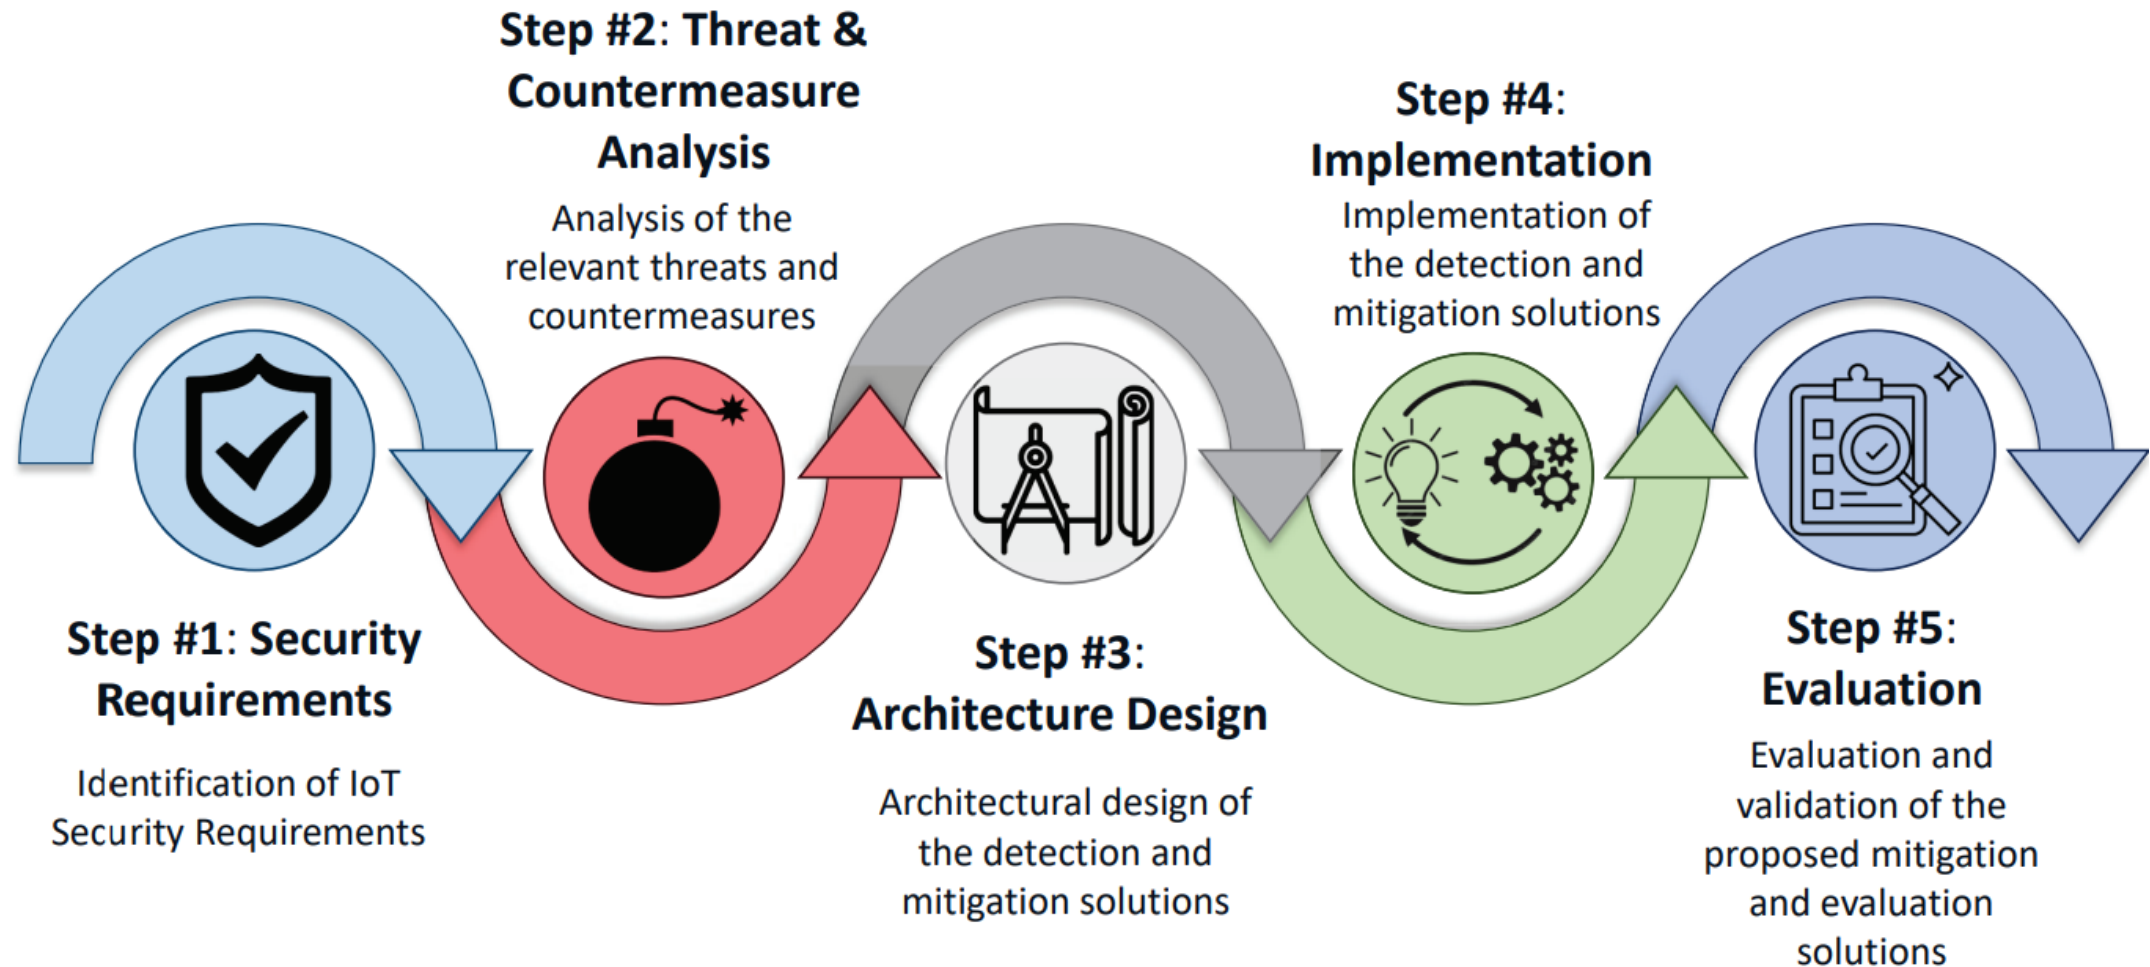 Step #1: Security
Requirements
Identification of IoT
Security Requirements
Step #2: Threat &
Countermeasure
Analysis
Analysis of the
relevant threats and
countermeasures
Step #3:
Architecture Design
Architectural design of
the detection and
mitigation solutions
Step #4:
Implementation
Implementation of
the detection and
mitigation solutions
Step #5:
Evaluation
Evaluation and
validation of the
proposed mitigation
and evaluation
solutions